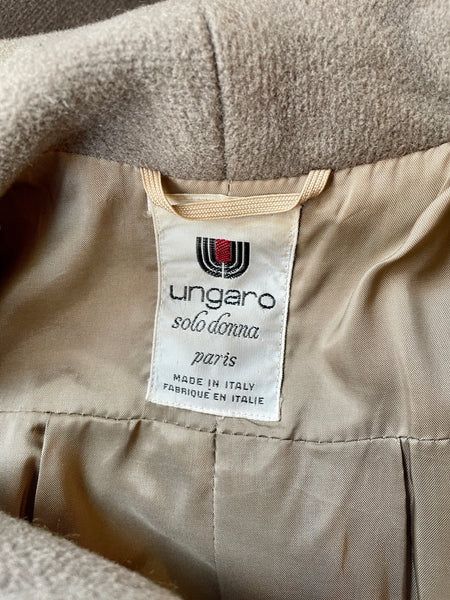 ungaro
solo donna
paris
MADE IN ITALY
FABRIQUE EN ITALIE